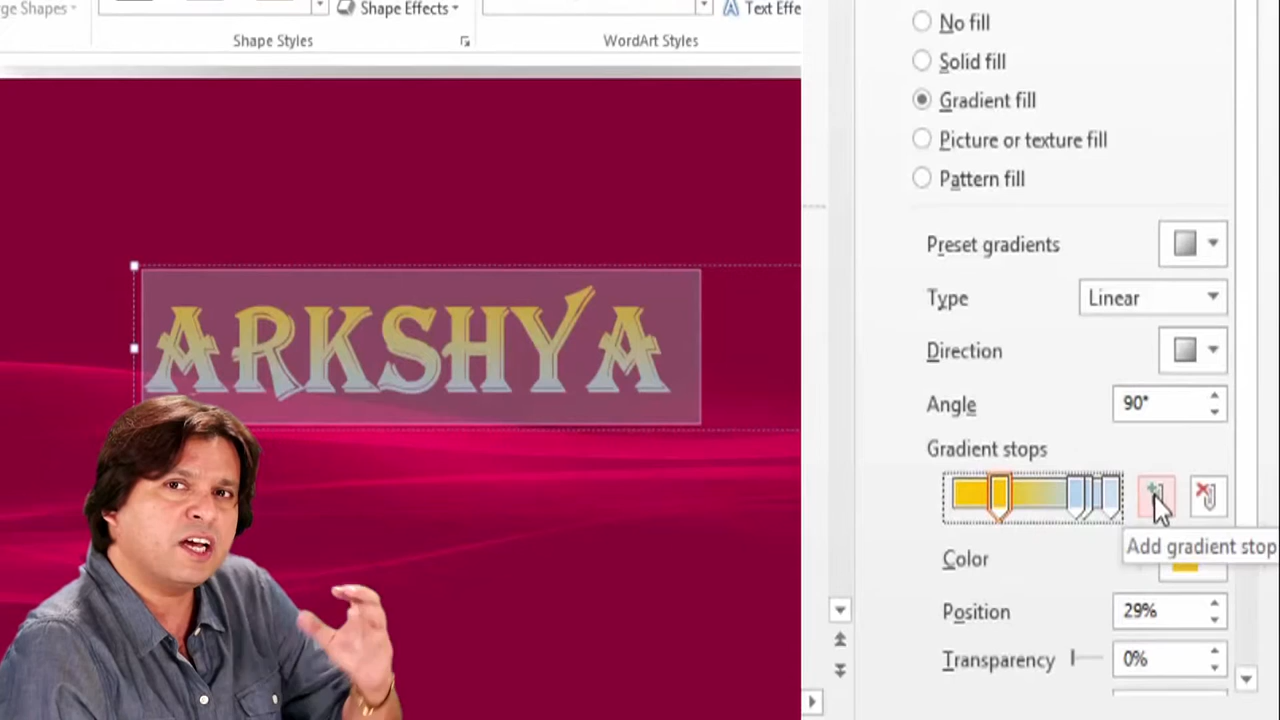 ge Shapes
Shape Effects
Text Effe
Shape Styles
WordArt Styles
ARKSHYA
No fill
Solid fill
Gradient fill
Picture or texture fill
Pattern fill
Preset gradients
Type
Linear
Direction
Angle
90°
Gradient stops
Add gradient stop
Color
Position
29%
Transparency
0%